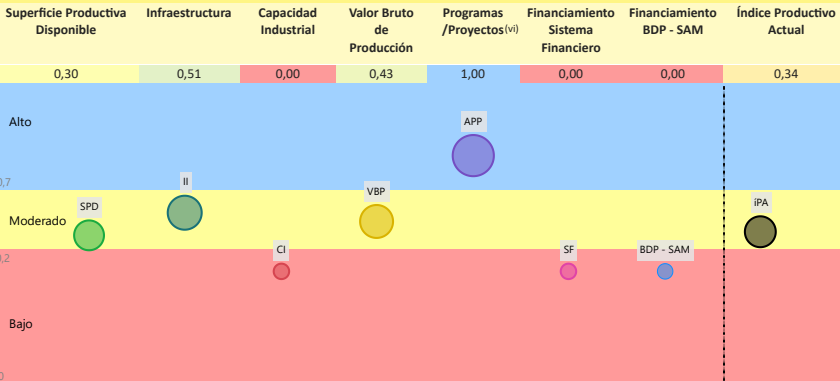 Superficie Productiva Disponible
Infraestructura
Capacidad Industrial
Valor Bruto de Producción
Programas /Proyectos(vi)
Financiamiento Sistema Financiero
Financiamiento BDP - SAM
Índice Productivo Actual
0,30
0,51
0,00
0,43
1,00
0,00
0,00
0,34
Alto
APP
0,7
II
VBP
SPD
iPA
Moderado
CI
SF
BDP - SAM
0,2
Bajo
0